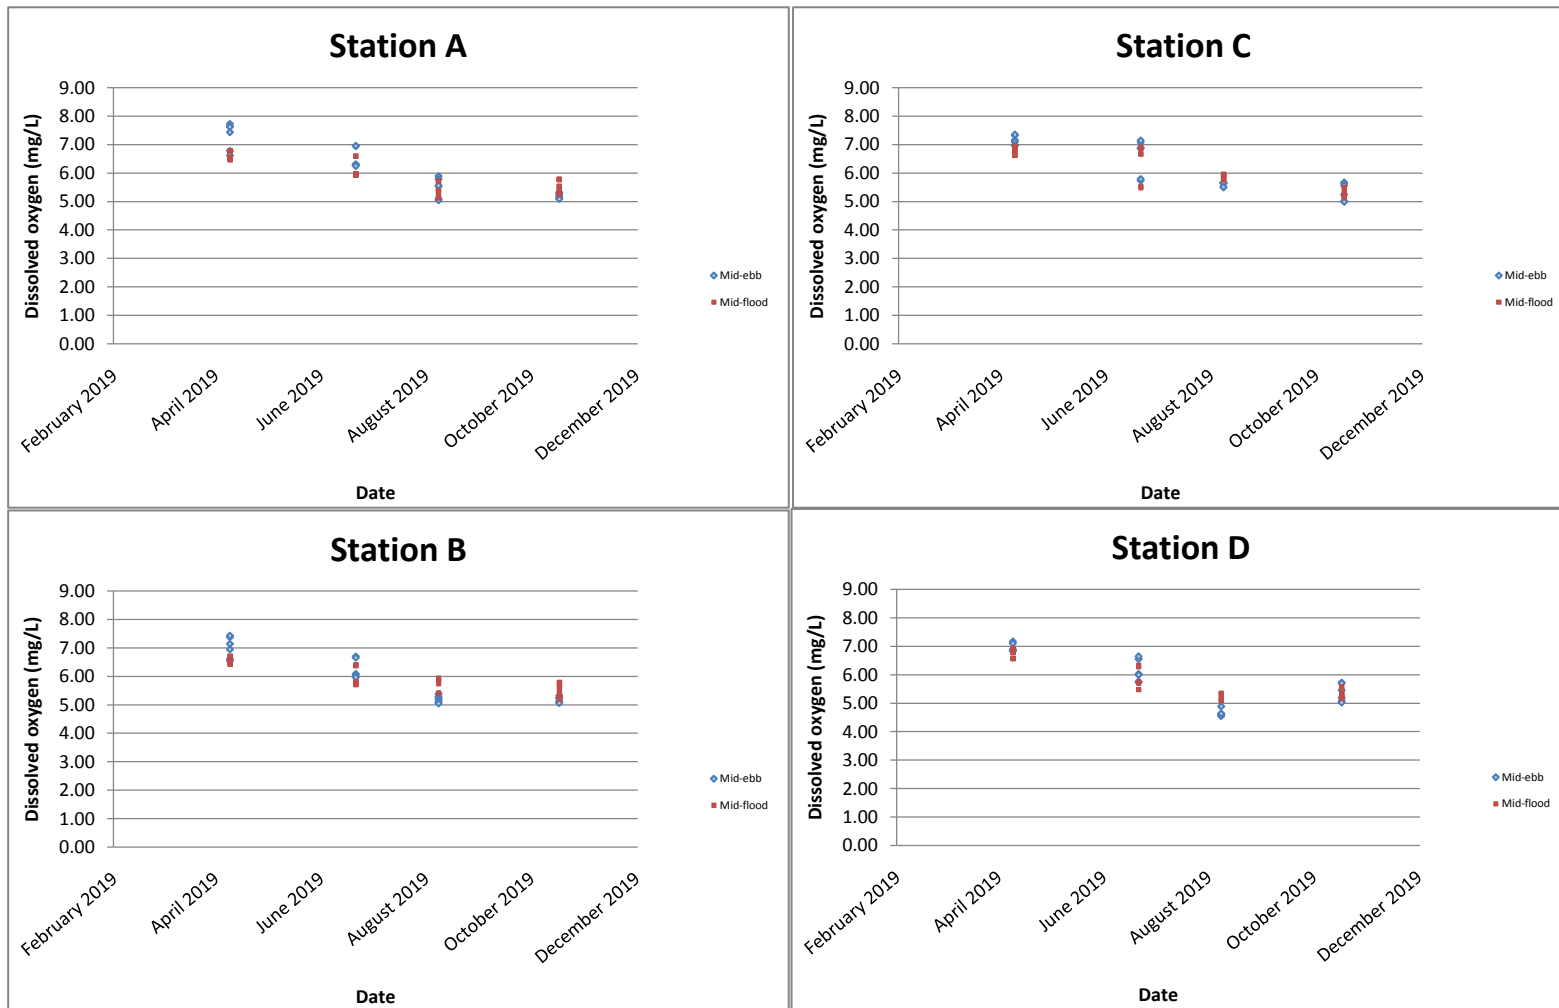 Station A
Dissolved oxygen (mg/L)
9.00
8.00
7.00
6.00
5.00
4.00
3.00
2.00
1.00
0.00
February 2019
April 2019
June 2019
August 2019
October 2019
December 2019
Date
Mid-ebb
Mid-flood
Station C
Dissolved oxygen (mg/L)
9.00
8.00
7.00
6.00
5.00
4.00
3.00
2.00
1.00
0.00
February 2019
April 2019
June 2019
August 2019
October 2019
December 2019
Date
Mid-ebb
Mid-flood
Station B
Dissolved oxygen (mg/L)
9.00
8.00
7.00
6.00
5.00
4.00
3.00
2.00
1.00
0.00
February 2019
April 2019
June 2019
August 2019
October 2019
December 2019
Date
Mid-ebb
Mid-flood
Station D
Dissolved oxygen (mg/L)
9.00
8.00
7.00
6.00
5.00
4.00
3.00
2.00
1.00
0.00
February 2019
April 2019
June 2019
August 2019
October 2019
December 2019
Date
Mid-ebb
Mid-flood